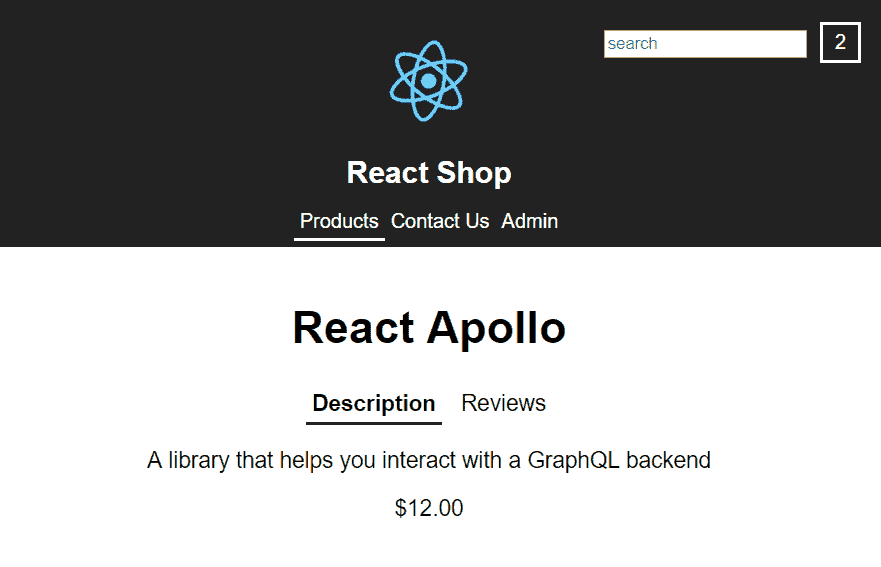 search
2
React Shop
Products Contact Us Admin
React Apollo
Description Reviews
A library that helps you interact with a GraphQL backend
$12.00